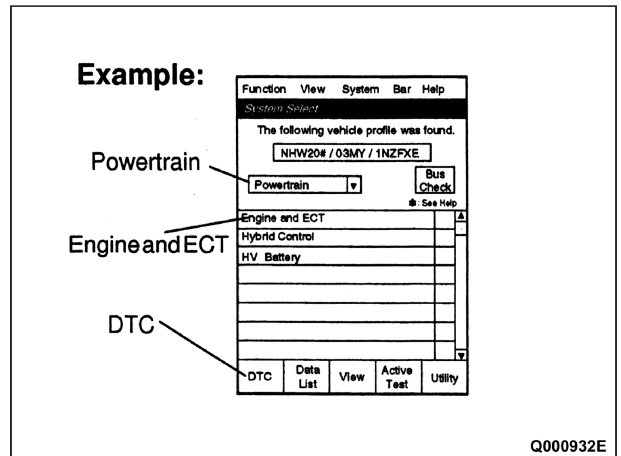 Example:
Function View System Bar Help
System Select
The following vehicle profile was found.
NHW20# / 03MY / 1NZFXE
Powertrain
Powertrain ▼
Bus Check
✽: See Help
Engine and ECT
Engine and ECT
Hybrid Control
HV Battery
DTC
DTC Data List View Active Test Utility
Q000932E